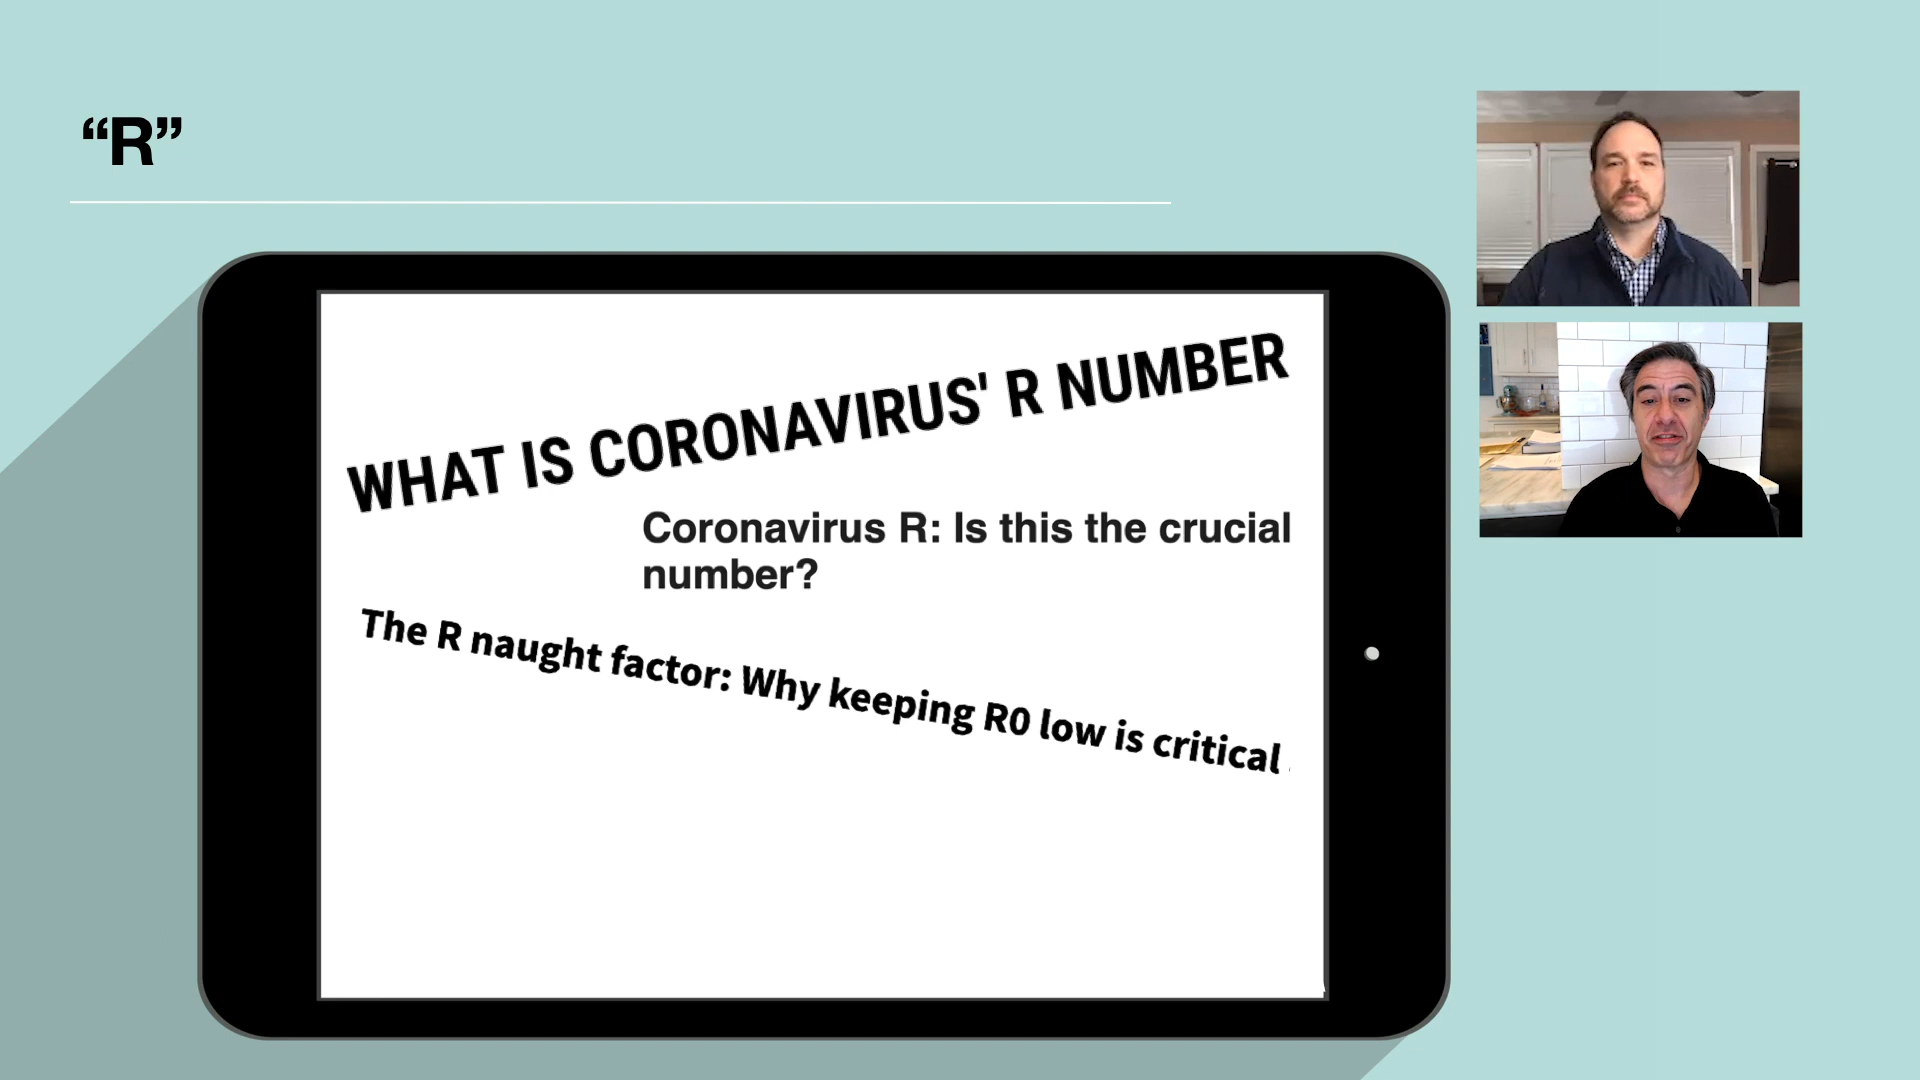 “R”
WHAT IS CORONAVIRUS' R NUMBER
Coronavirus R: Is this the crucial
number?
The R naught factor: Why keeping R0 low is critical